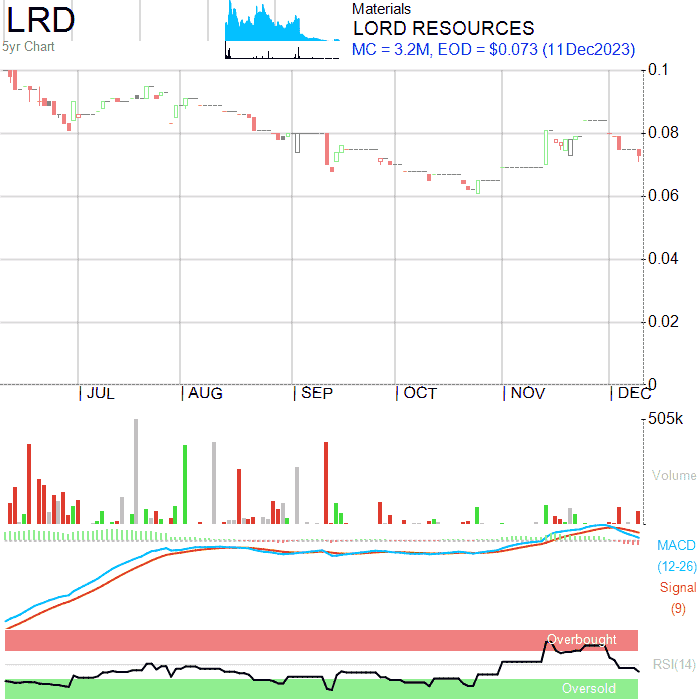 LRD
5yr Chart
Materials
LORD RESOURCES
MC = 3.2M, EOD = $0.073 (11Dec2023)
0.1
0.08
0.06
0.04
0.02
0
JUL
AUG
SEP
OCT
NOV
DEC
505k
Volume
MACD
(12-26)
Signal
(9)
Overbought
RSI(14)
Oversold